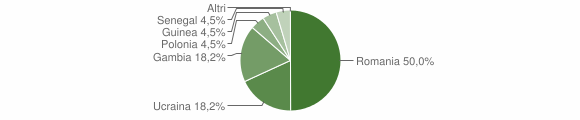 Altri
Senegal 4,5%
Guinea 4,5%
Polonia 4,5%
Gambia 18,2%
Romania 50,0%
Ucraina 18,2%